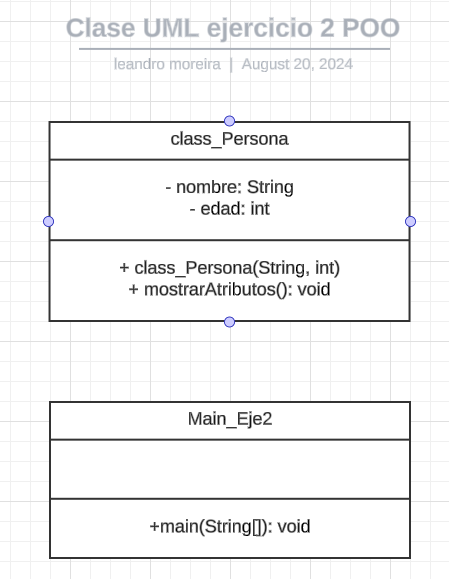 Clase UML ejercicio 2 POO
leandro moreira | August 20, 2024
class_Persona
- nombre: String
- edad: int
+ class_Persona(String, int)
+ mostrarAtributos(): void
Main_Eje2
+main(String[]): void